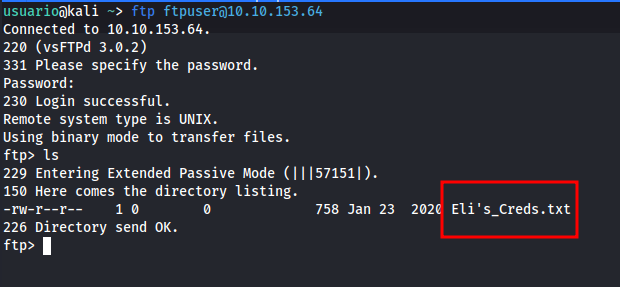 usuario@kali ~> ftp ftpuser@10.10.153.64
Connected to 10.10.153.64.
220 (vsFTPd 3.0.2)
331 Please specify the password.
Password:
230 Login successful.
Remote system type is UNIX.
Using binary mode to transfer files.
ftp> ls
229 Entering Extended Passive Mode (|||57151|).
150 Here comes the directory listing.
-rw-r--r--    1 0        0             758 Jan 23  2020 Eli's_Creds.txt
226 Directory send OK.
ftp>